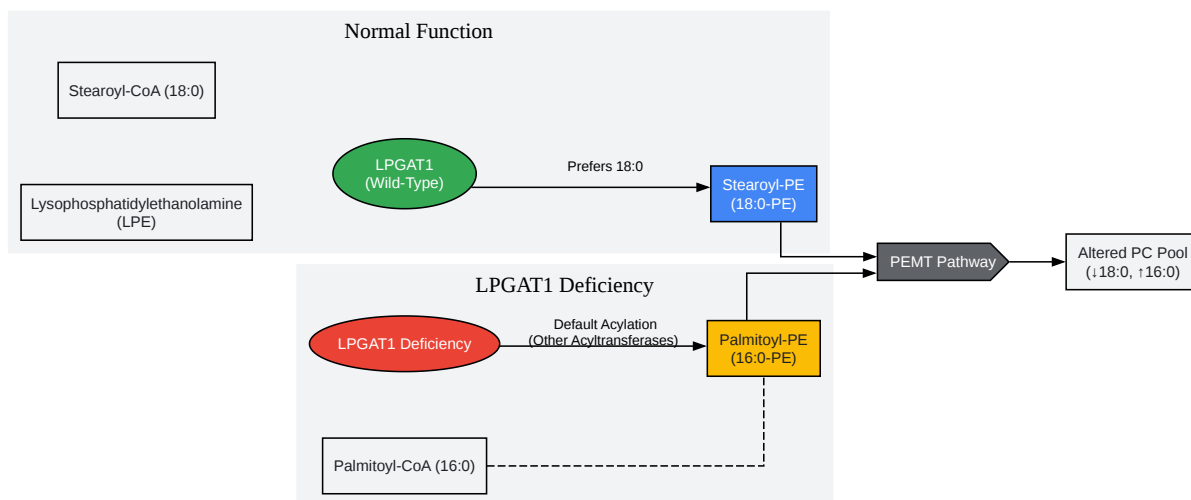 Normal Function
Stearoyl-CoA (18:0)
LPGAT1
(Wild-Type)
Prefers 18:0
Stearoyl-PE
(18:0-PE)
Lysophosphatidylethanolamine
(LPE)
PEMT Pathway
Altered PC Pool
(↓18:0, ↑16:0)
LPGAT1 Deficiency
LPGAT1 Deficiency
Default Acylation
(Other Acyltransferases)
Palmitoyl-PE
(16:0-PE)
Palmitoyl-CoA (16:0)